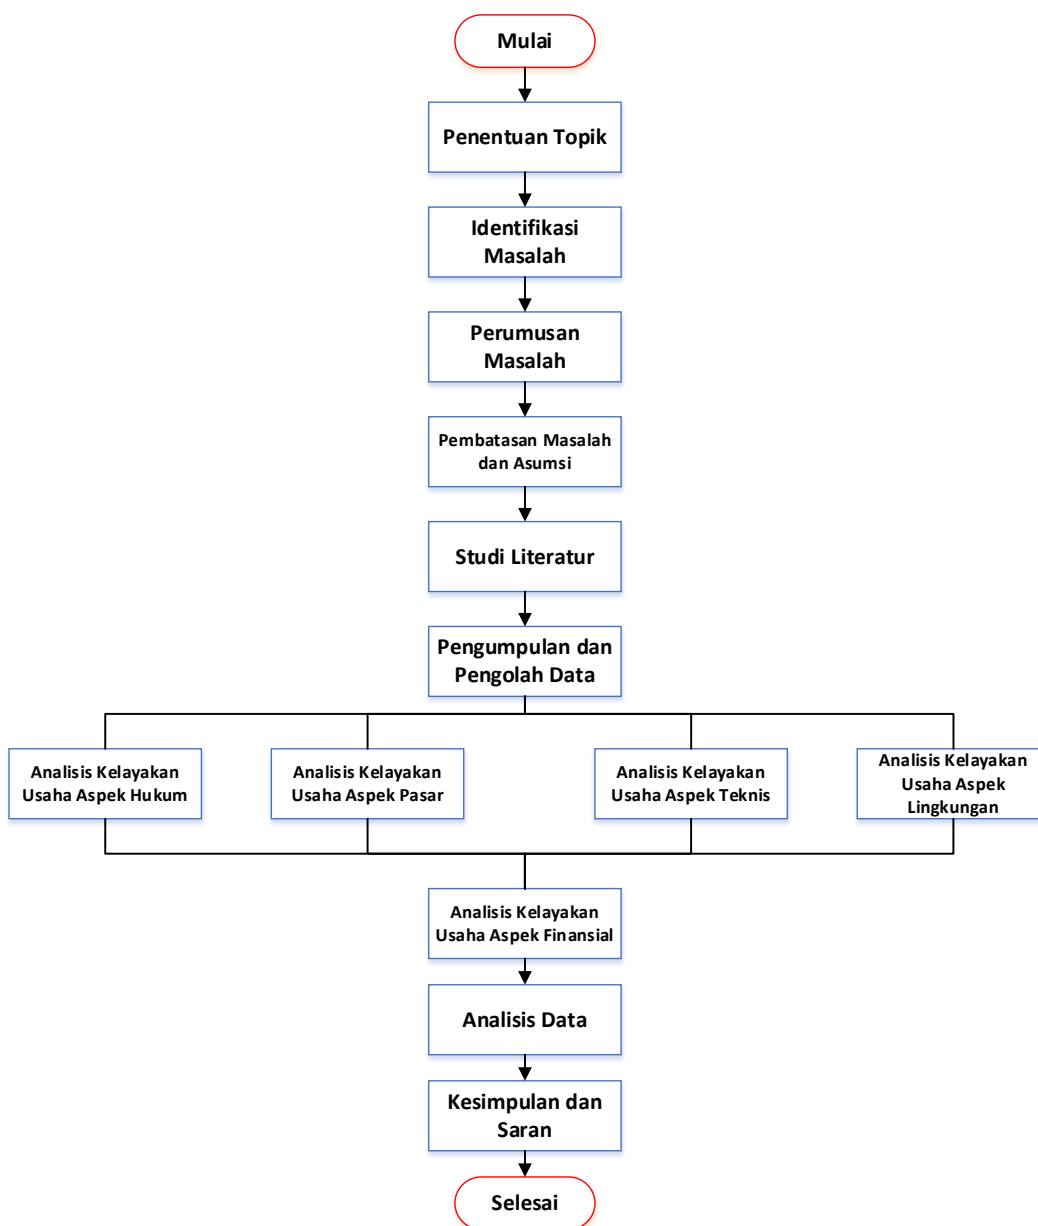 Mulai
Penentuan Topik
Identifikasi
Masalah
Perumusan
Masalah
Pembatasan Masalah
dan Asumsi
Studi Literatur
Pengumpulan dan
Pengolah Data
Analisis Kelayakan
Usaha Aspek Hukum
Analisis Kelayakan
Usaha Aspek Pasar
Analisis Kelayakan
Usaha Aspek Teknis
Analisis Kelayakan
Usaha Aspek
Lingkungan
Analisis Kelayakan
Usaha Aspek Finansial
Analisis Data
Kesimpulan dan
Saran
Selesai